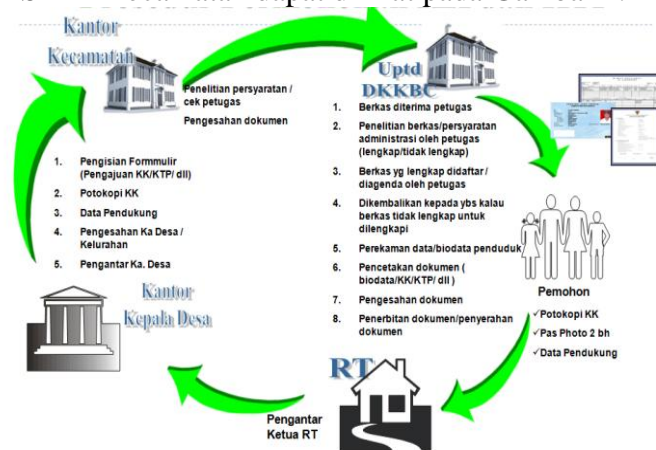 Kantor
Kecamatan
Penelitian persyaratan /
cek petugas
Pengesahan dokumen
Uptd
DKKBC
1. Berkas diterima petugas
2. Penelitian berkas/persyaratan
administrasi oleh petugas
(lengkap/tidak lengkap)
3. Berkas yg lengkap didaftar /
diagenda oleh petugas
4. Dikembalikan kepada ybs kalau
berkas tidak lengkap untuk
dilengkapi
5. Perekaman data/biodata penduduk
6. Pencetakan dokumen (
biodata/KK/KTP/ dll )
7. Pengesahan dokumen
8. Penerbitan dokumen/penyerahan
dokumen
1. Pengisian Formmulir
(Pengajuan KK/KTP/ dll)
2. Potokopi KK
3. Data Pendukung
4. Pengesahan Ka Desa /
Kelurahan
5. Pengantar Ka. Desa
Kantor
Kepala Desa
Pemohon
✓Potokopi KK
✓Pas Photo 2 bh
✓Data Pendukung
RT
Pengantar
Ketua RT